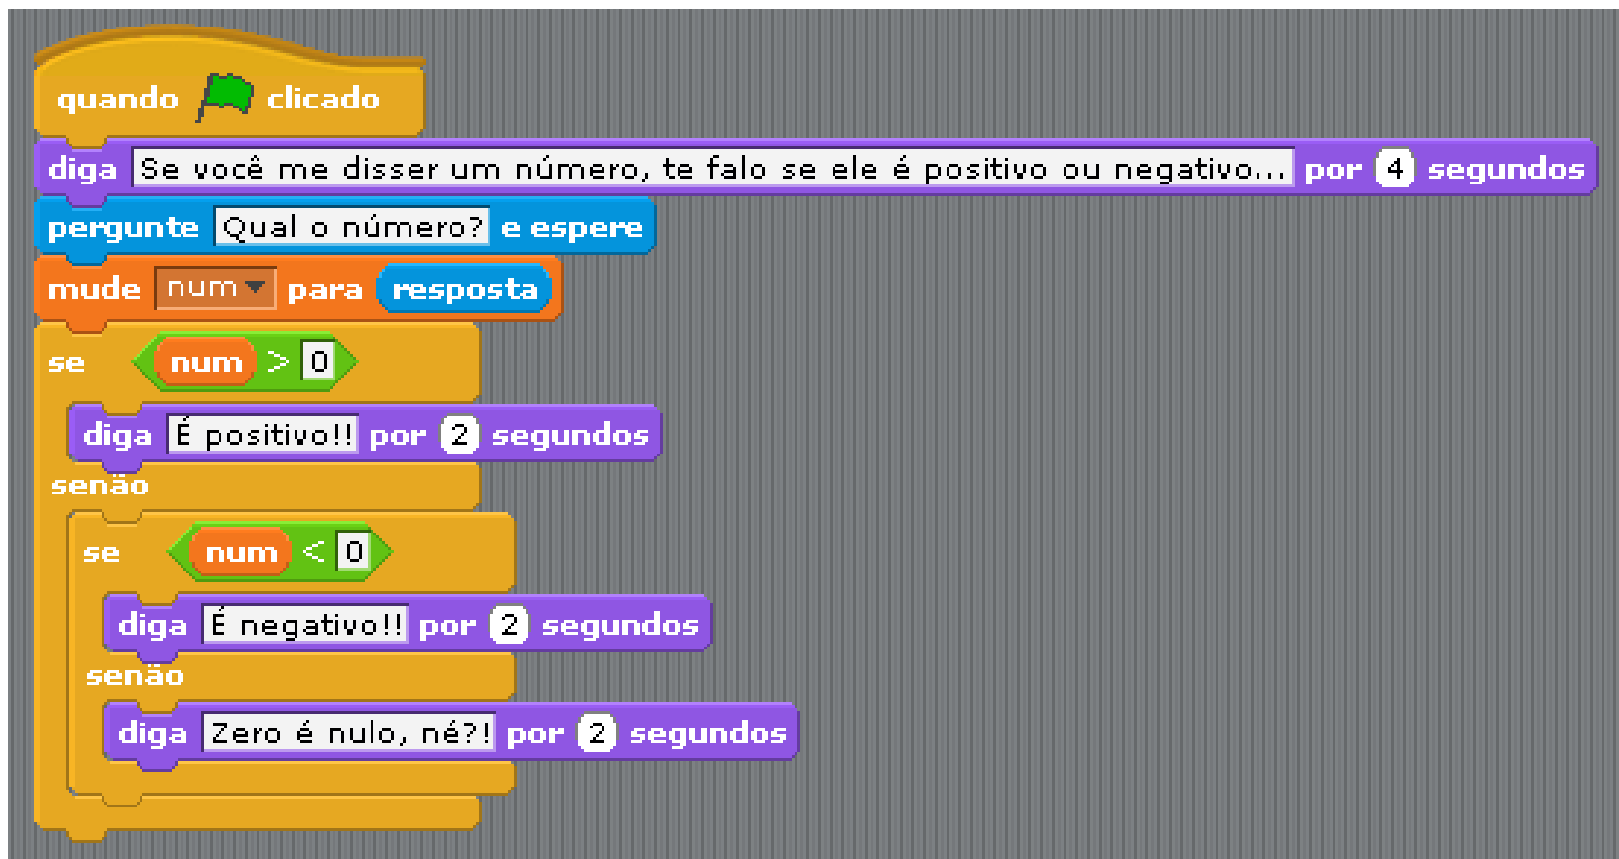 quando clicado
diga Se você me disser um número, te falo se ele é positivo ou negativo... por 4 segundos
pergunte Qual o número? e espere
mude num para resposta
se num > 0
diga É positivo!! por 2 segundos
senão
se num < 0
diga É negativo!! por 2 segundos
senão
diga Zero é nulo, né?! por 2 segundos